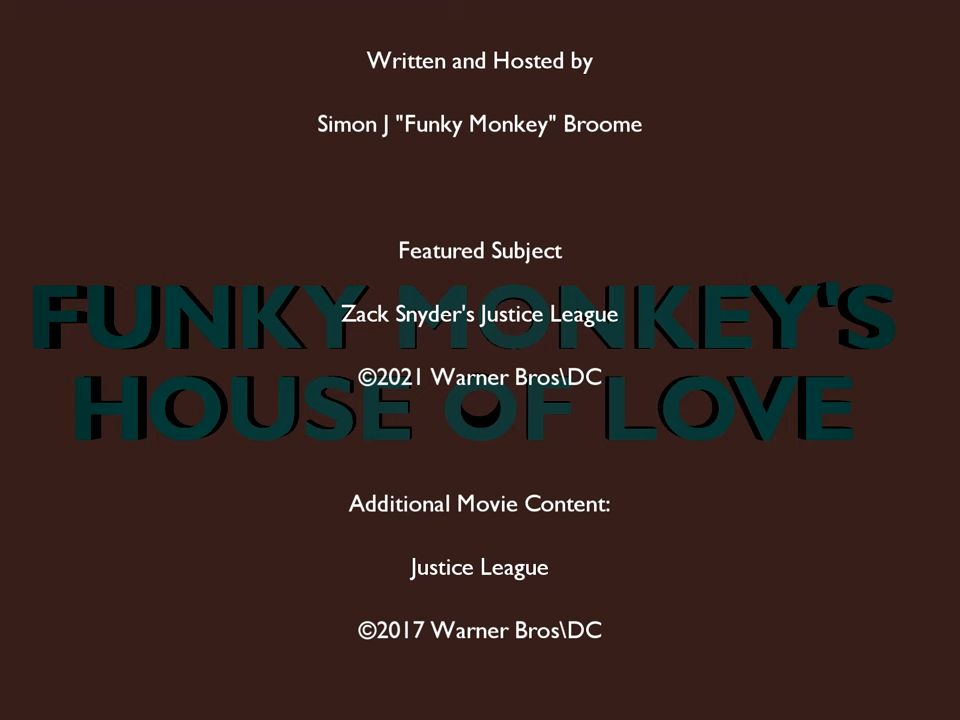 Written and Hosted by
Simon J "Funky Monkey" Broome
Featured Subject
FUNKY MONKEY'S
Zack Snyder's Justice League
©2021 Warner Bros\DC
HOUSE OF LOVE
Additional Movie Content:
Justice League
©2017 Warner Bros\DC